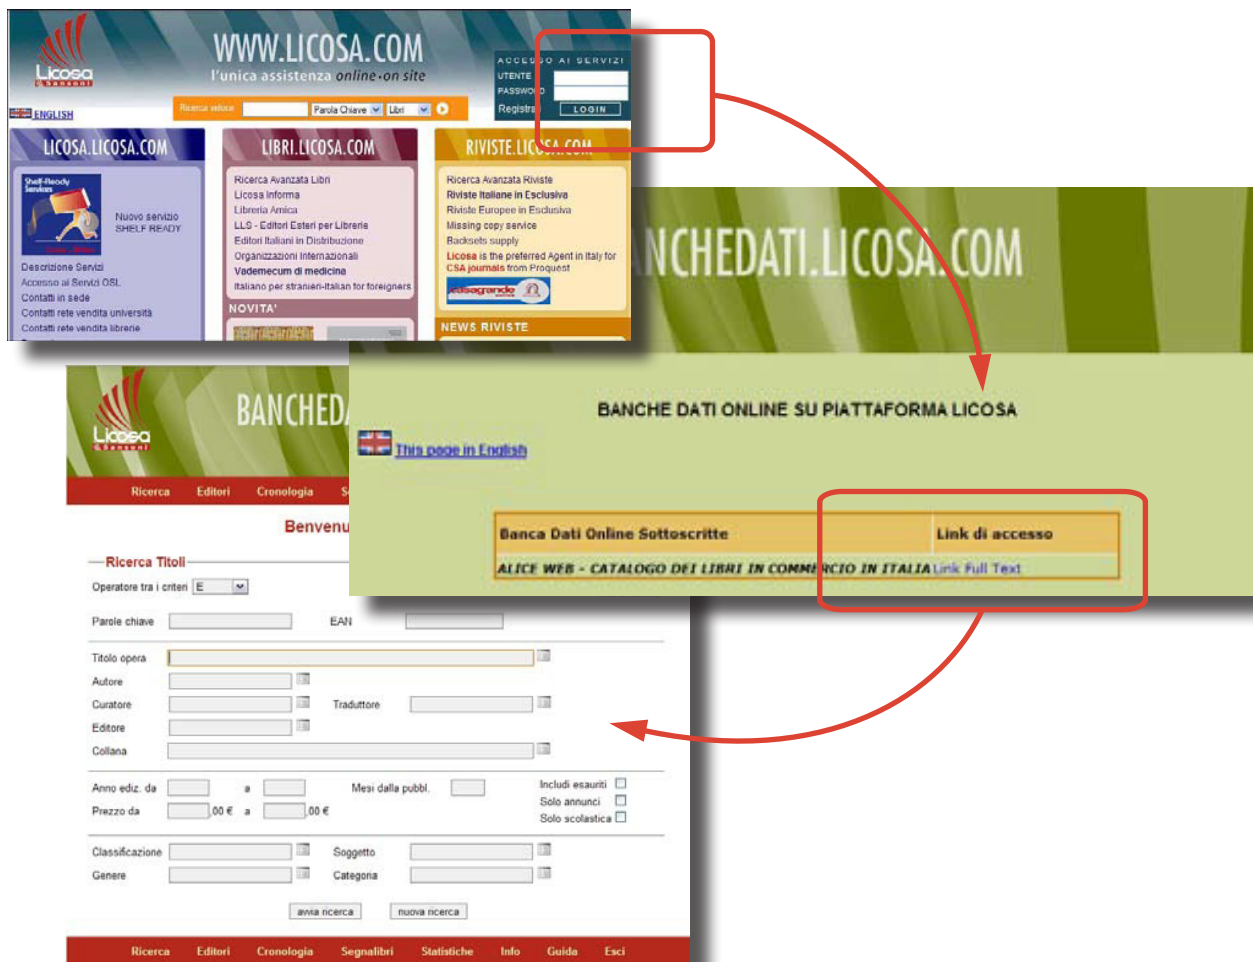 Licosa
& Sansoni
WWW.LICOSA.COM
l'unica assistenza online·on site
ACCESSO AI SERVIZI
UTENTE
PASSWORD
Registrati
LOGIN
Ricerca veloce
Parola Chiave
Libri
ENGLISH
LICOSA.LICOSA.COM
Shelf-Ready
Services
Nuovo servizio
SHELF READY
Descrizione Servizi
Accesso ai Servizi OSL
Contatti in sede
Contatti rete vendita università
Contatti rete vendita librerie
LIBRI.LICOSA.COM
Ricerca Avanzata Libri
Licosa Informa
Libreria Amica
LLS - Editori Esteri per Librerie
Editori Italiani in Distribuzione
Organizzazioni Internazionali
Vademecum di medicina
Italiano per stranieri-Italian for foreigners
NOVITA'
RIVISTE.LICOSA.COM
Ricerca Avanzata Riviste
Riviste Italiane in Esclusiva
Riviste Europee in Esclusiva
Missing copy service
Backsets supply
Licosa is the preferred Agent in Italy for
CSA journals from Proquest
casagrande
NEWS RIVISTE
NCHEDATI.LICOSA.COM
BANCHE DATI ONLINE SU PIATTAFORMA LICOSA
This page in English
Banca Dati Online Sottoscritte Link di accesso
ALICE WEB - CATALOGO DEI LIBRI IN COMMERCIO IN ITALIA Link Full Text
Licosa
& Sansoni
BANCHED
Ricerca Editori Cronologia S
Benvenu
Ricerca Titoli
Operatore tra i criteri E
Parole chiave EAN
Titolo opera
Autore
Curatore Traduttore
Editore
Collana
Anno ediz. da a Mesi dalla pubbl. Includi esauriti
Solo annunci
Prezzo da ,00 € a ,00 €
Solo scolastica
Classificazione Soggetto
Genere Categoria
avvia ricerca nuova ricerca
Ricerca Editori Cronologia Segnalibri Statistiche Info Guida Esci